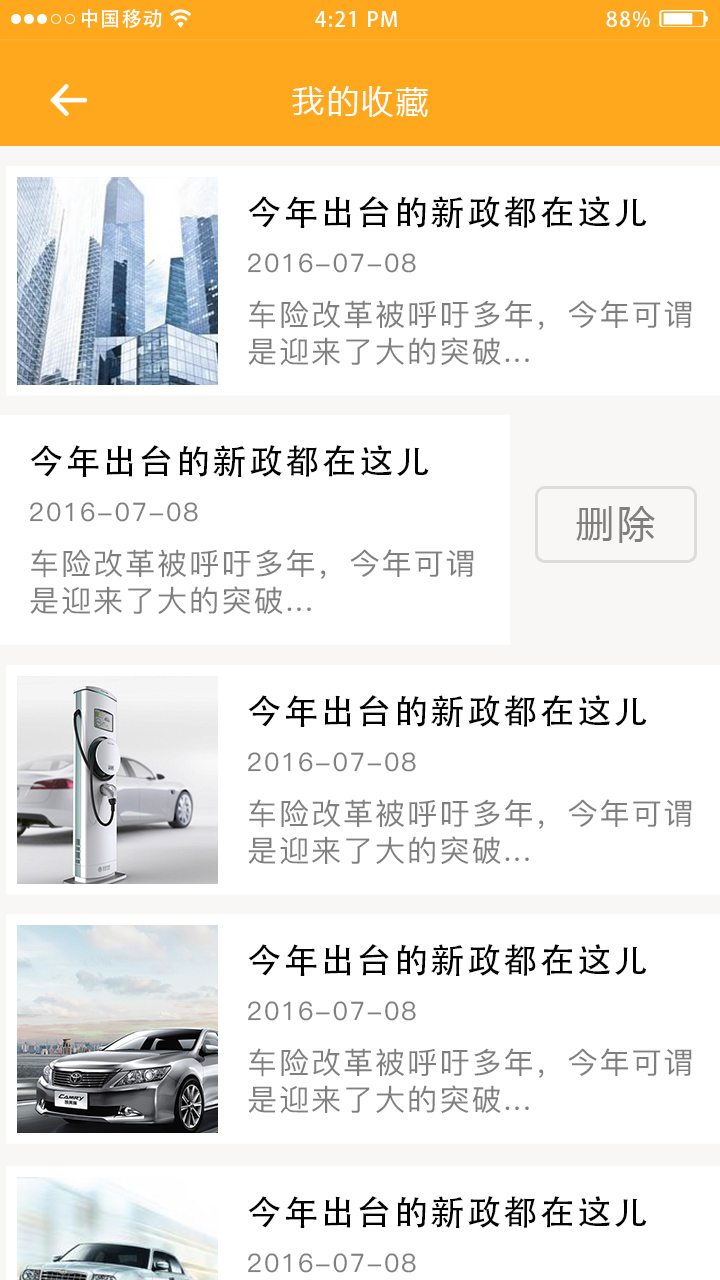 中国移动 4:21 PM 88%
我的收藏
今年出台的新政都在这儿
2016-07-08
车险改革被呼吁多年，今年可谓
是迎来了大的突破...
今年出台的新政都在这儿
2016-07-08
车险改革被呼吁多年，今年可谓
是迎来了大的突破...
删除
今年出台的新政都在这儿
2016-07-08
车险改革被呼吁多年，今年可谓
是迎来了大的突破...
CAMRY
今年出台的新政都在这儿
2016-07-08
车险改革被呼吁多年，今年可谓
是迎来了大的突破...
今年出台的新政都在这儿
2016-07-08